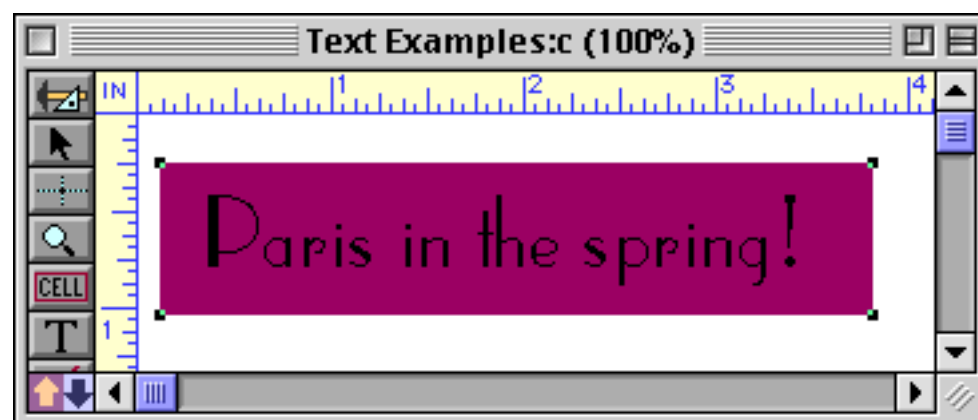 Text Examples:c (100%)
IN 1 2 3 4
Paris in the spring!
CELL
T
1